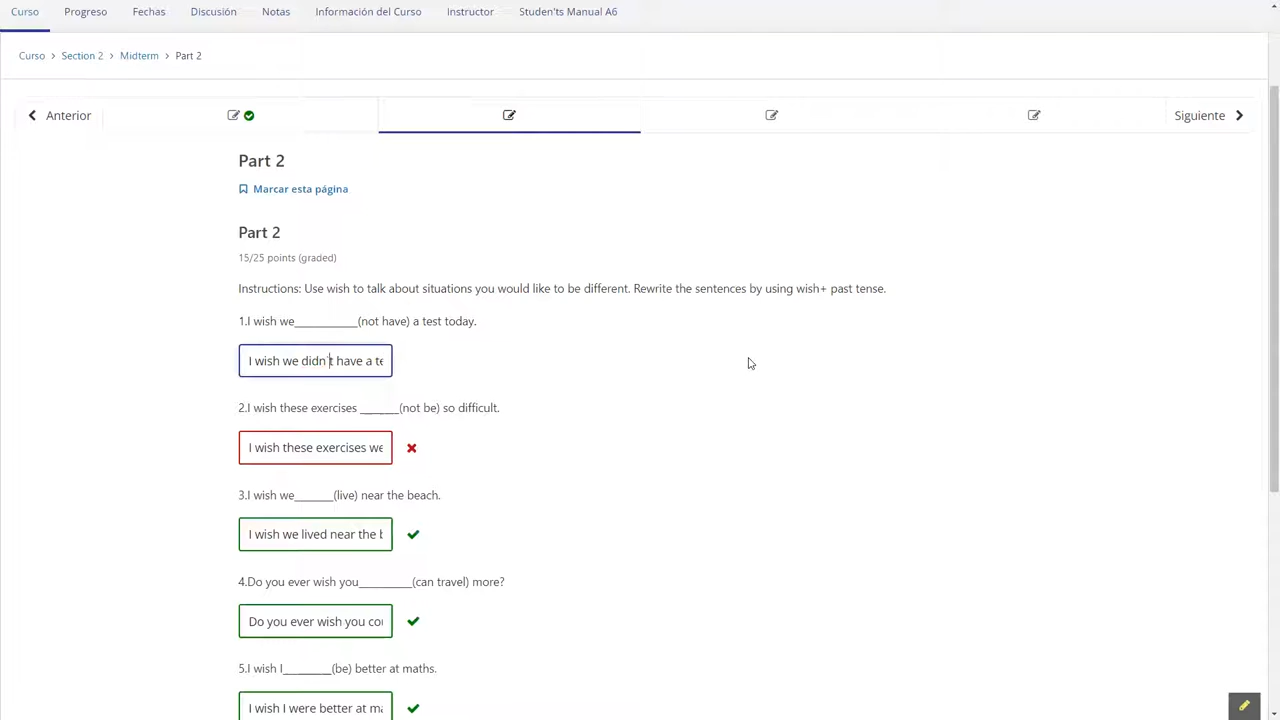 Curso Progreso Fechas Discusión Notas Información del Curso Instructor Studen'ts Manual A6
Curso > Section 2 > Midterm > Part 2
Anterior Siguiente
Part 2
Marcar esta página
Part 2
15/25 points (graded)
Instructions: Use wish to talk about situations you would like to be different. Rewrite the sentences by using wish+ past tense.
1.I wish we___________(not have) a test today.
I wish we didn't have a te
2.I wish these exercises _______(not be) so difficult.
I wish these exercises we
3.I wish we_______(live) near the beach.
I wish we lived near the b
4.Do you ever wish you_________(can travel) more?
Do you ever wish you cou
5.I wish I________(be) better at maths.
I wish I were better at ma